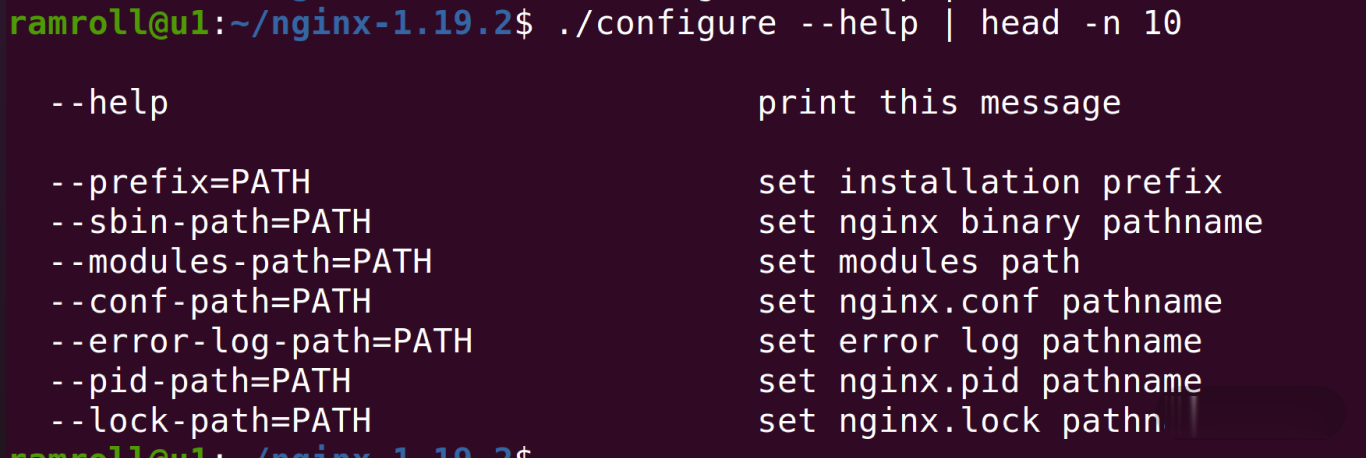 ramroll@u1:~/nginx-1.19.2$ ./configure --help | head -n 10
--help print this message
--prefix=PATH set installation prefix
--sbin-path=PATH set nginx binary pathname
--modules-path=PATH set modules path
--conf-path=PATH set nginx.conf pathname
--error-log-path=PATH set error log pathname
--pid-path=PATH set nginx.pid pathname
--lock-path=PATH set nginx.lock
ramroll@u1:~/nginx-1.19.2$